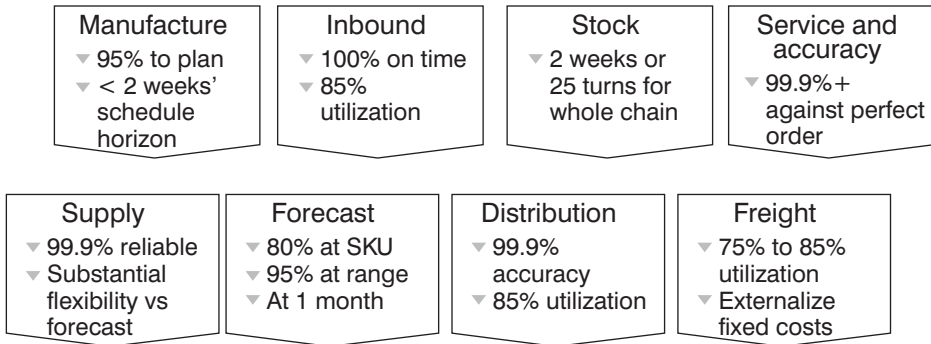 Manufacture
95% to plan
< 2 weeks'
schedule
horizon
Inbound
100% on time
85%
utilization
Stock
2 weeks or
25 turns for
whole chain
Service and
accuracy
99.9%+
against perfect
order
Supply
99.9% reliable
Substantial
flexibility vs
forecast
Forecast
80% at SKU
95% at range
At 1 month
Distribution
99.9%
accuracy
85% utilization
Freight
75% to 85%
utilization
Externalize
fixed costs